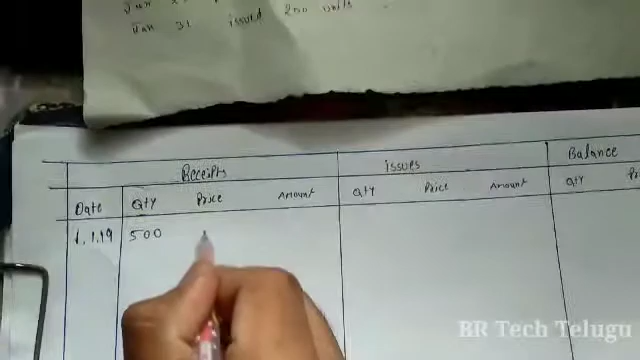 Jan 31 issued 200 units
Receipts issues Balance
Date Qty Price Amount QTY Price Amount QTY
1.1.19 500
BR Tech Telugu